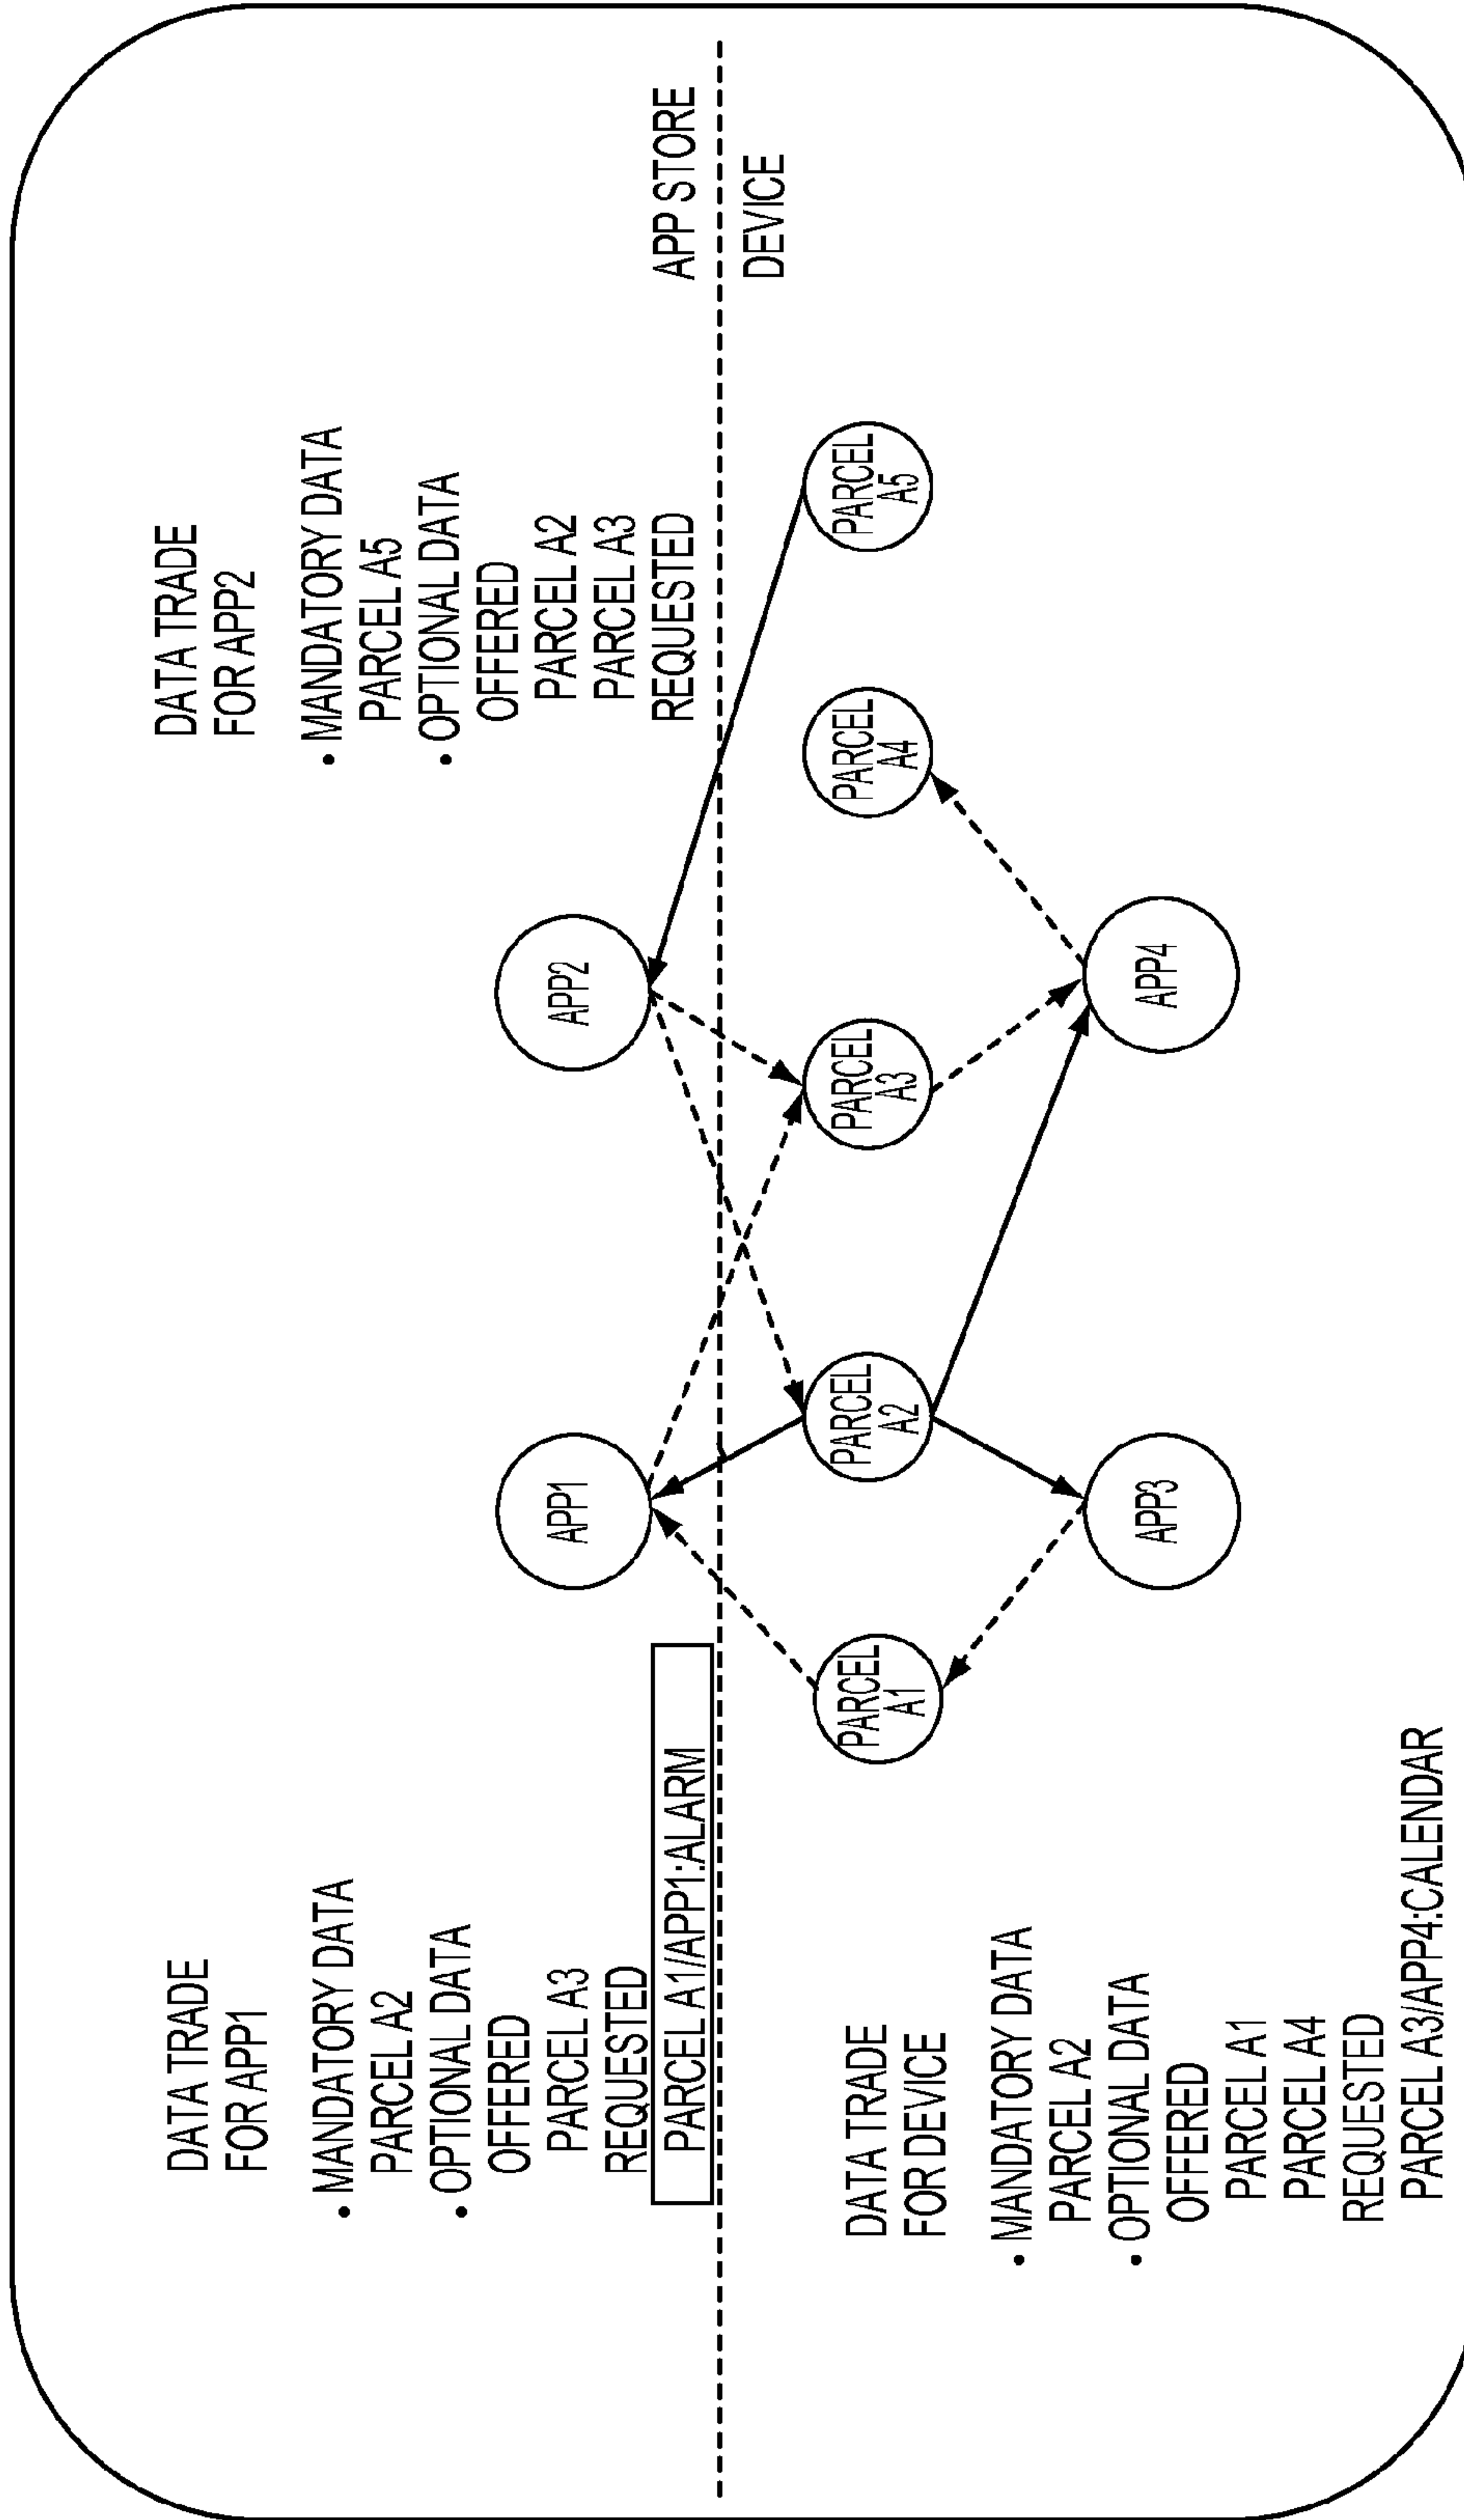 DATA TRADE
FOR APP1
• MANDATORY DATA
PARCEL A2
• OPTIONAL DATA
OFFERED
PARCEL A3
REQUESTED
PARCEL A1/APP1:ALARM
DATA TRADE
FOR APP2
• MANDATORY DATA
PARCEL A5
• OPTIONAL DATA
OFFERED
PARCEL A2
PARCEL A3
REQUESTED
APP STORE
DEVICE
APP1
APP2
PARCEL
A1
PARCEL
A2
PARCEL
A3
PARCEL
A4
PARCEL
A5
APP3
APP4
DATA TRADE
FOR DEVICE
• MANDATORY DATA
PARCEL A2
• OPTIONAL DATA
OFFERED
PARCEL A1
PARCEL A4
REQUESTED
PARCEL A3/APP4:CALENDAR